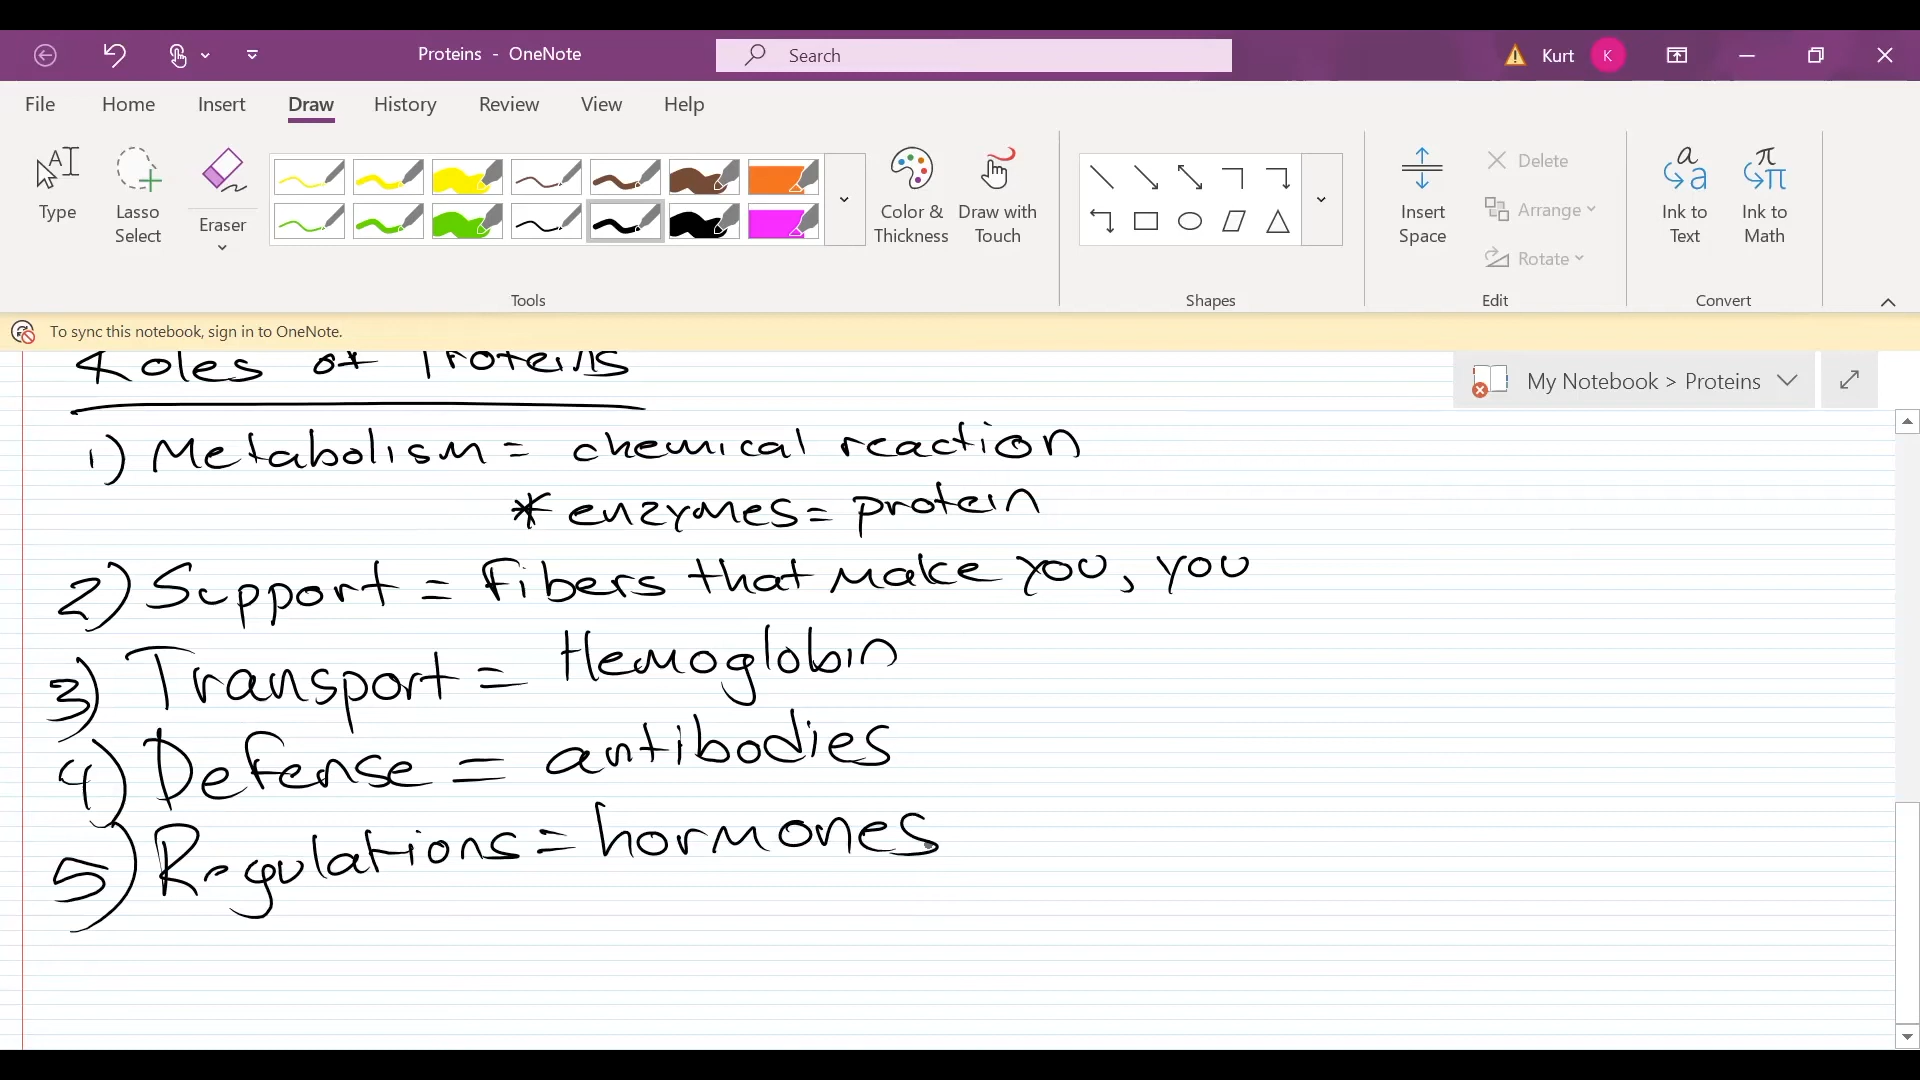 Proteins - OneNote
Search
Kurt
K
File Home Insert Draw History Review View Help
Type
Lasso Select
Eraser
Color & Thickness
Draw with Touch
Insert Space
Delete
Arrange
Rotate
Ink to Text
Ink to Math
Tools
Shapes
Edit
Convert
To sync this notebook, sign in to OneNote.
My Notebook > Proteins
Roles of Proteins
1) Metabolism = chemical reaction
* enzymes = protein
2) Support = Fibers that make you, you
3) Transport = Hemoglobin
4) Defense = antibodies
5) Regulations = hormones